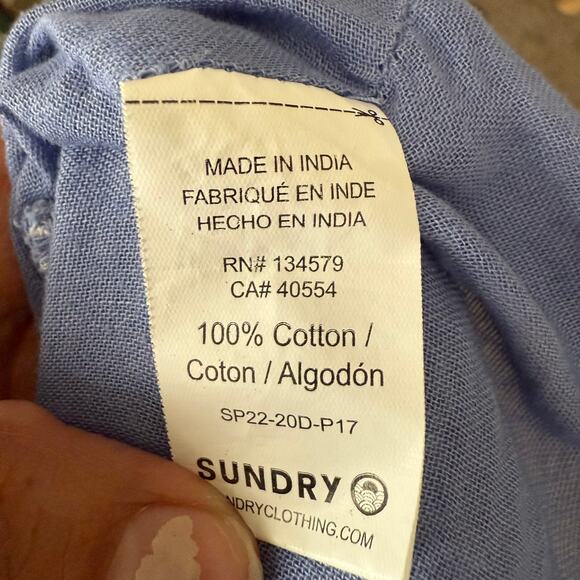 MADE IN INDIA
FABRIQUÉ EN INDE
HECHO EN INDIA
RN# 134579
CA# 40554
100% Cotton /
Coton / Algodón
SP22-20D-P17
SUNDRY
NDRYCLOTHING.COM